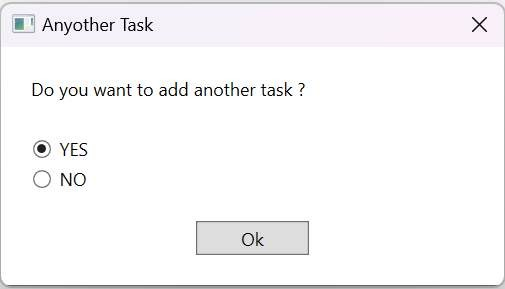 Anyother Task
Do you want to add another task ?
YES
NO
Ok